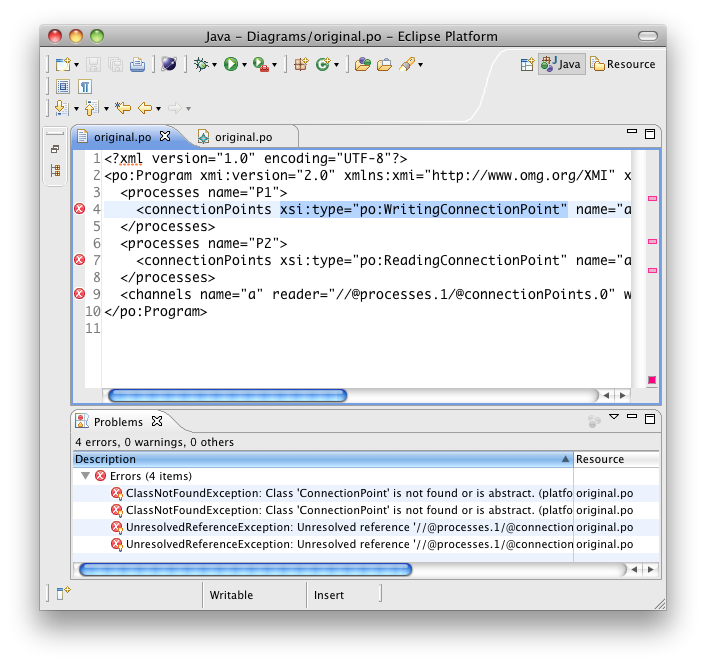 Java – Diagrams/original.po – Eclipse Platform
Java
Resource
original.po
original.po
1 <?xml version="1.0" encoding="UTF-8"?>
2 <po:Program xmi:version="2.0" xmlns:xmi="http://www.omg.org/XMI" x
3 <processes name="P1">
4 <connectionPoints xsi:type="po:WritingConnectionPoint" name="a
5 </processes>
6 <processes name="P2">
7 <connectionPoints xsi:type="po:ReadingConnectionPoint" name="a
8 </processes>
9 <channels name="a" reader="//@processes.1/@connectionPoints.0" w
10 </po:Program>
11
Problems
4 errors, 0 warnings, 0 others
Description Resource
Errors (4 items)
ClassNotFoundException: Class 'ConnectionPoint' is not found or is abstract. (platfo original.po
ClassNotFoundException: Class 'ConnectionPoint' is not found or is abstract. (platfo original.po
UnresolvedReferenceException: Unresolved reference '//@processes.1/@connection original.po
UnresolvedReferenceException: Unresolved reference '//@processes.1/@connection original.po
Writable Insert